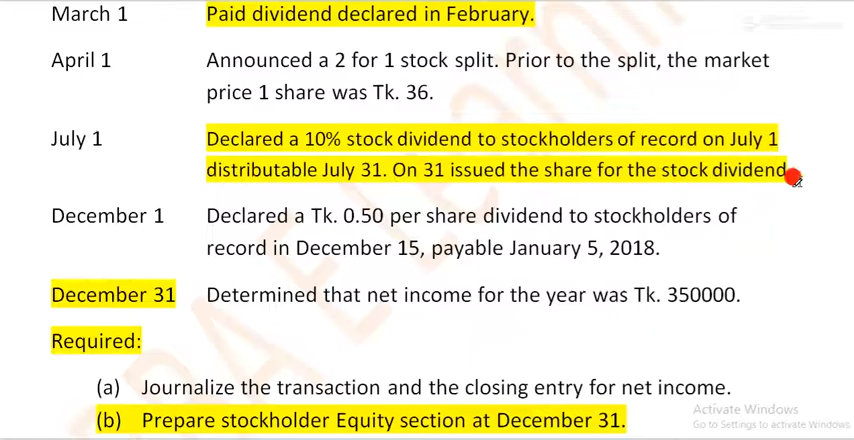 March 1 Paid dividend declared in February.
April 1 Announced a 2 for 1 stock split. Prior to the split, the market
price 1 share was Tk. 36.
July 1 Declared a 10% stock dividend to stockholders of record on July 1
distributable July 31. On 31 issued the share for the stock dividend
December 1 Declared a Tk. 0.50 per share dividend to stockholders of
record in December 15, payable January 5, 2018.
December 31 Determined that net income for the year was Tk. 350000.
Required:
(a) Journalize the transaction and the closing entry for net income.
(b) Prepare stockholder Equity section at December 31.
Activate Windows
Go to Settings to activate Windows.